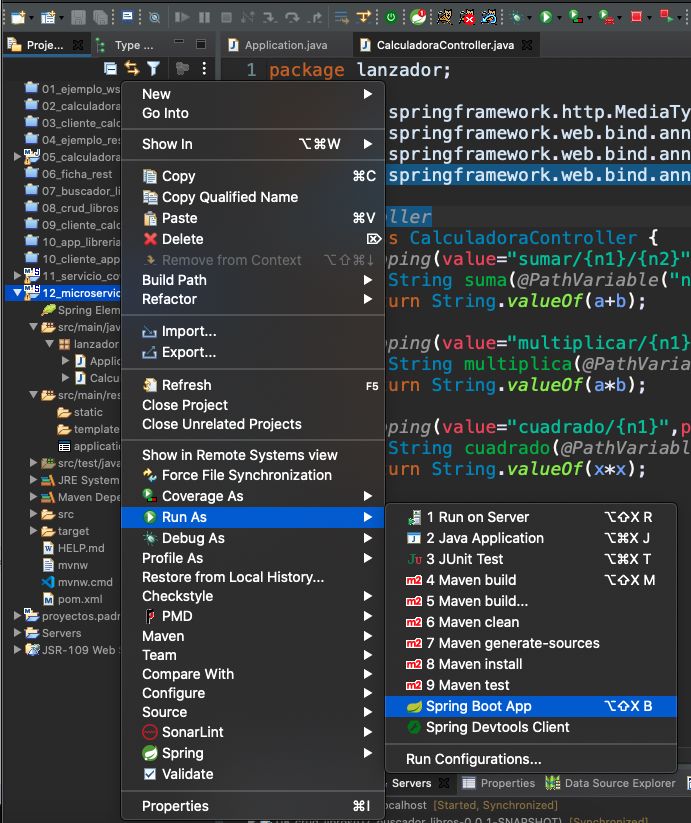 Proje...
Type ...
Application.java
CalculadoraController.java
1 package lanzador;
springframework.http.MediaTy
springframework.web.bind.ann
springframework.web.bind.ann
springframework.web.bind.ann
ller
s CalculadoraController {
pping(value="sumar/{n1}/{n2}"
String suma(@PathVariable("n
urn String.valueOf(a+b);
pping(value="multiplicar/{n1}
String multiplica(@PathVaria
urn String.valueOf(a*b);
pping(value="cuadrado/{n1}",p
String cuadrado(@PathVariabl
urn String.valueOf(x*x);
01_ejemplo_ws
02_calculadora
03_cliente_calc
04_ejemplo_res
05_calculadora
06_ficha_rest
07_buscador_li
08_crud_libros
09_cliente_calc
10_app_libreria
10_cliente_app
11_servicio_co
12_microservic
Spring Elem
src/main/jav
lanzador
Applic
Calcul
src/main/res
static
template
applicatio
src/test/java
JRE System
Maven Depe
src
target
HELP.md
mvnw
mvnw.cmd
pom.xml
proyectos.padr
Servers
JSR-109 Web S
New
Go Into
Show In ⌥⌘W
Copy ⌘C
Copy Qualified Name
Paste ⌘V
Delete ⌦
Remove from Context ⌥⇧⌘↓
Build Path
Refactor
Import...
Export...
Refresh F5
Close Project
Close Unrelated Projects
Show in Remote Systems view
Force File Synchronization
Coverage As
Run As
Debug As
Profile As
Restore from Local History...
Checkstyle
PMD
Maven
Team
Compare With
Configure
Source
SonarLint
Spring
Validate
Properties ⌘I
1 Run on Server ⌥⇧X R
2 Java Application ⌥⌘X J
3 JUnit Test ⌥⌘X T
4 Maven build ⌥⇧X M
5 Maven build...
6 Maven clean
7 Maven generate-sources
8 Maven install
9 Maven test
Spring Boot App ⌥⇧X B
Spring Devtools Client
Run Configurations...
Servers
Properties
Data Source Explorer
ocalhost [Started, Synchronized]